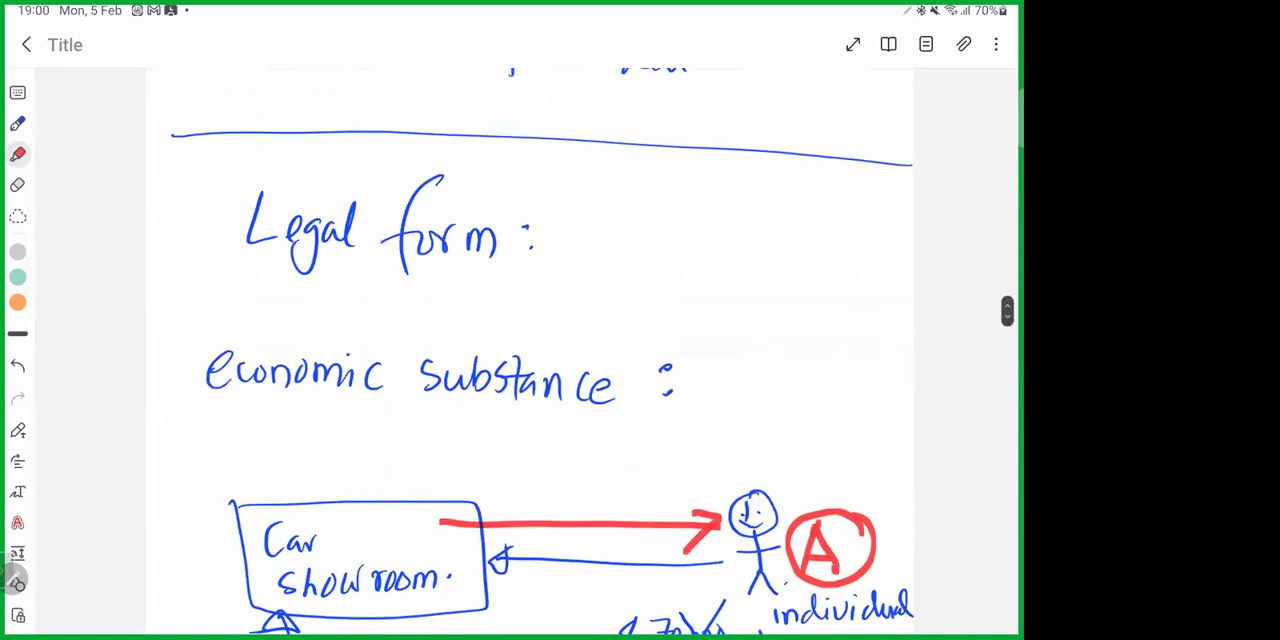 19:00 Mon, 5 Feb
70%
Title
Legal form :
economic substance :
Car
showroom.
A
individual